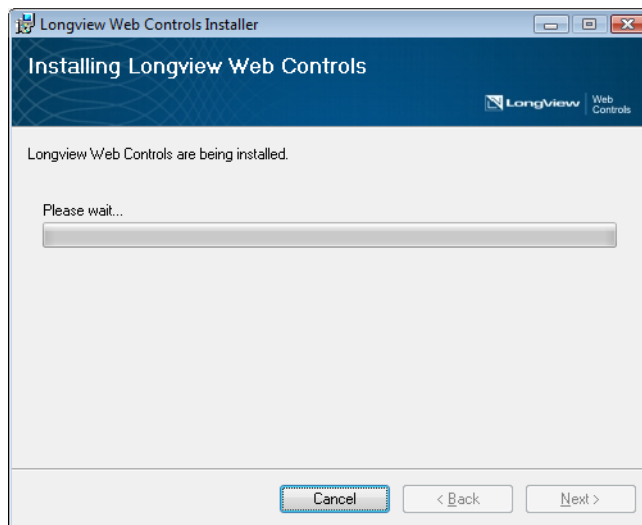 Longview Web Controls Installer
Installing Longview Web Controls
LongView Web
Controls
Longview Web Controls are being installed.
Please wait...
Cancel < Back Next >